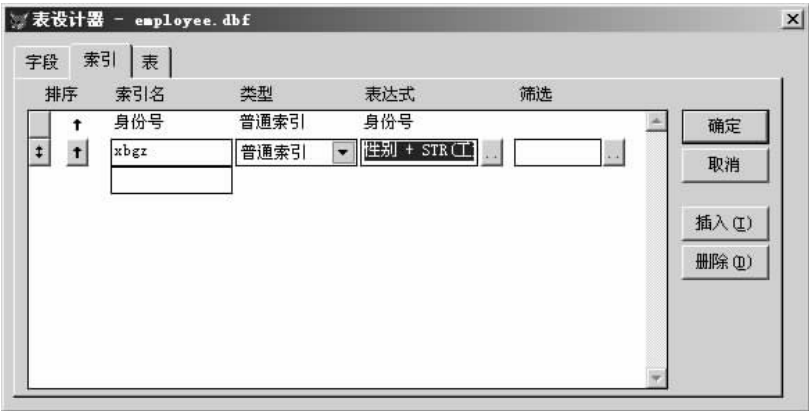 表设计器 - employee.dbf
字段 索引 表
排序 索引名 类型 表达式 筛选
身份号 普通索引 身份号
xbgz 普通索引 性别 + STR(工
确定
取消
插入(I)
删除(D)